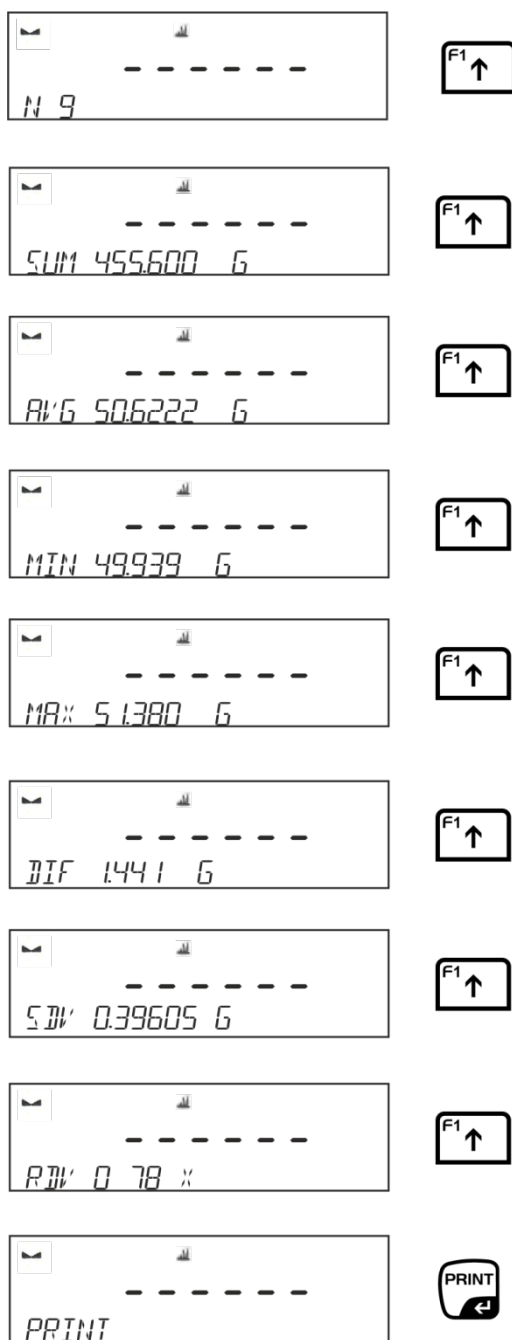 F1
N 9
F1
SUM 455.600 G
F1
AVG 50.6222 G
F1
MIN 49.939 G
F1
MAX 51.380 G
F1
DIF 1.441 G
F1
SDV 0.39605 G
F1
RDV 0 78 %
PRINT
PRINT